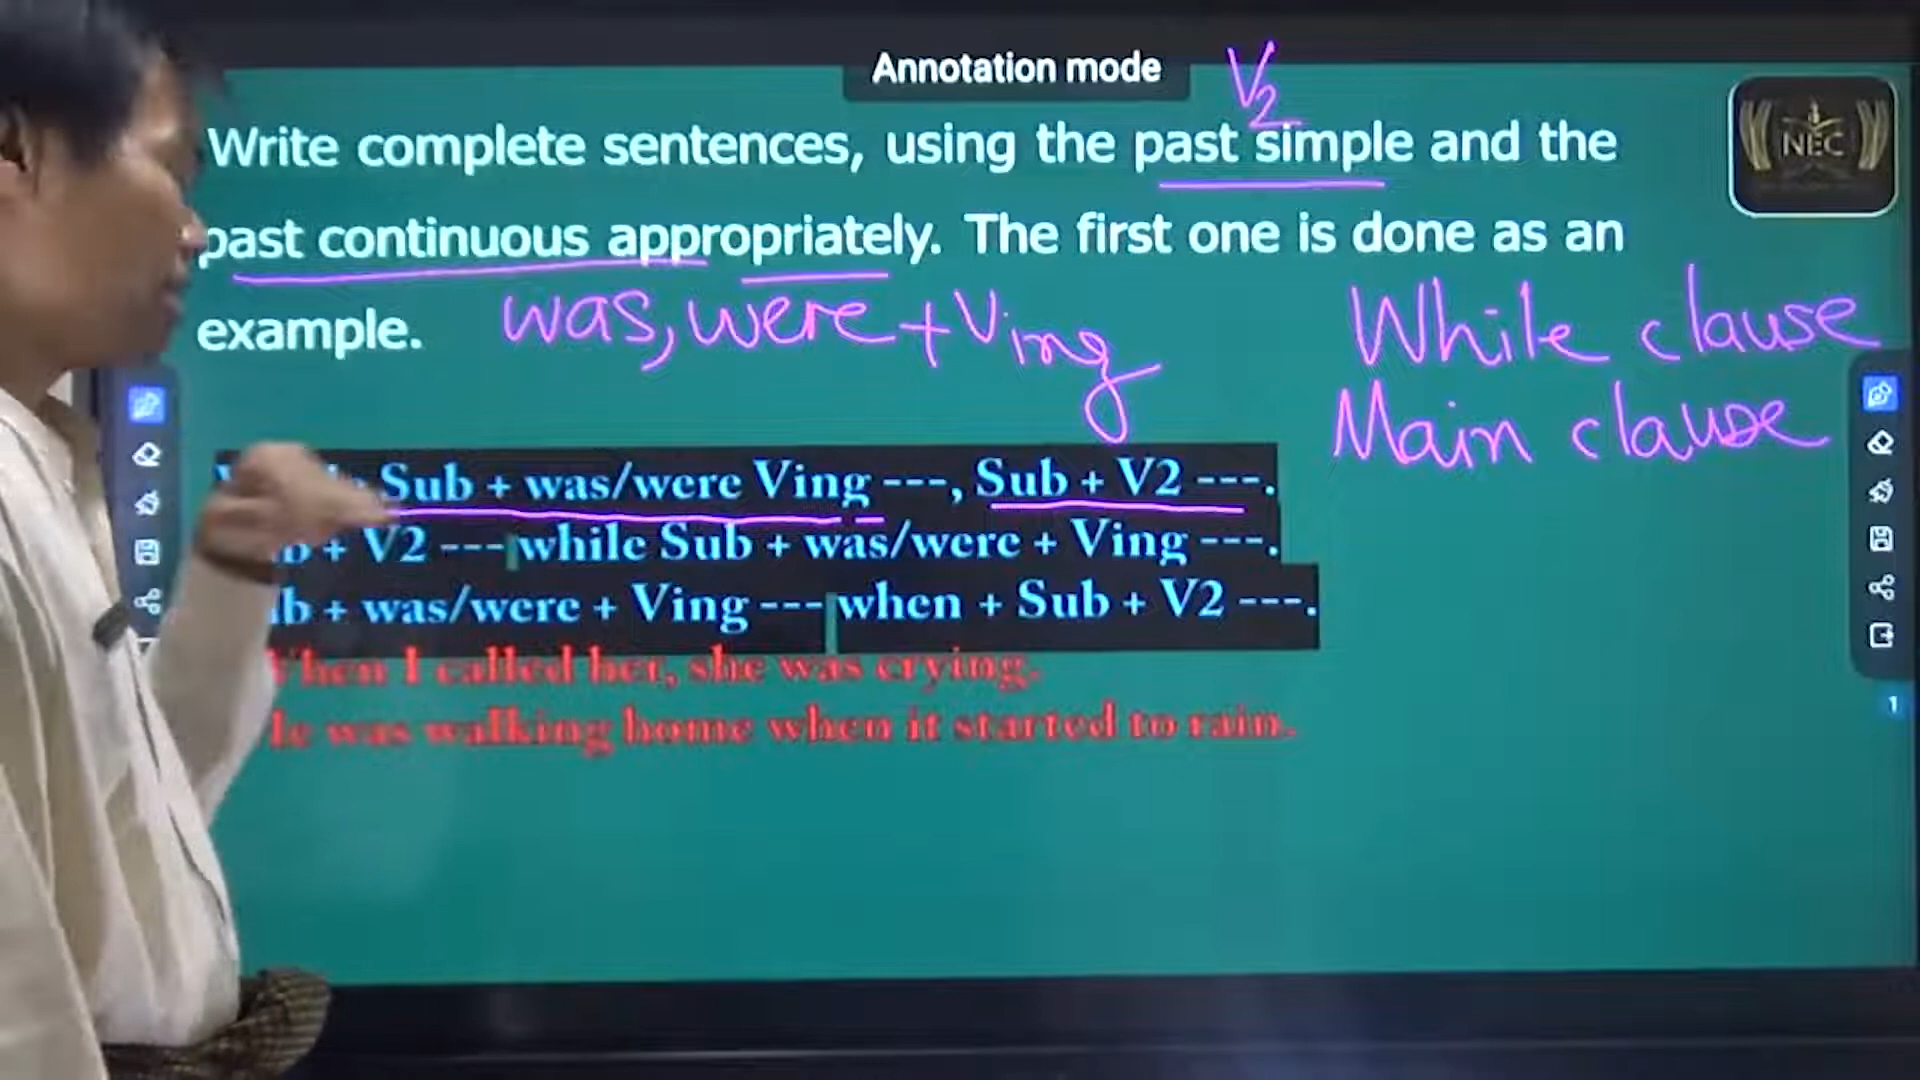 Annotation mode
V2
Write complete sentences, using the past simple and the
past continuous appropriately. The first one is done as an
example.
was, were + Ving
While clause
Main clause
NEC
Sub + was/were Ving ---, Sub + V2 ---.
+ V2 --- while Sub + was/were + Ving ---.
+ was/were + Ving --- when + Sub + V2 ---.
When I called her, she was crying.
He was walking home when it started to rain.
1